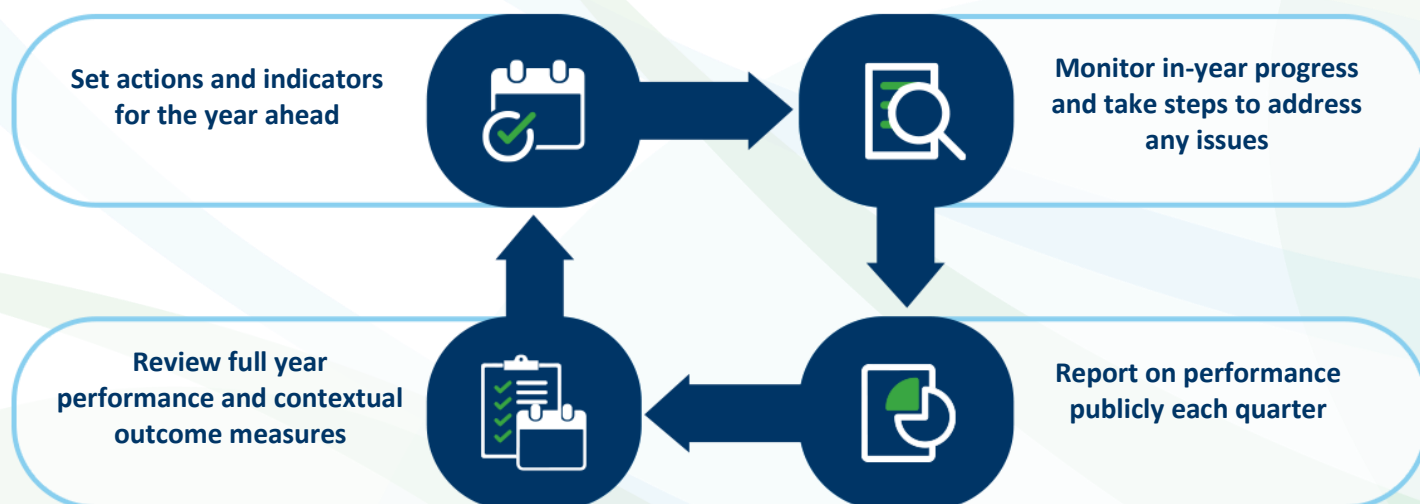 Set actions and indicators
for the year ahead
Monitor in-year progress
and take steps to address
any issues
Report on performance
publicly each quarter
Review full year
performance and contextual
outcome measures